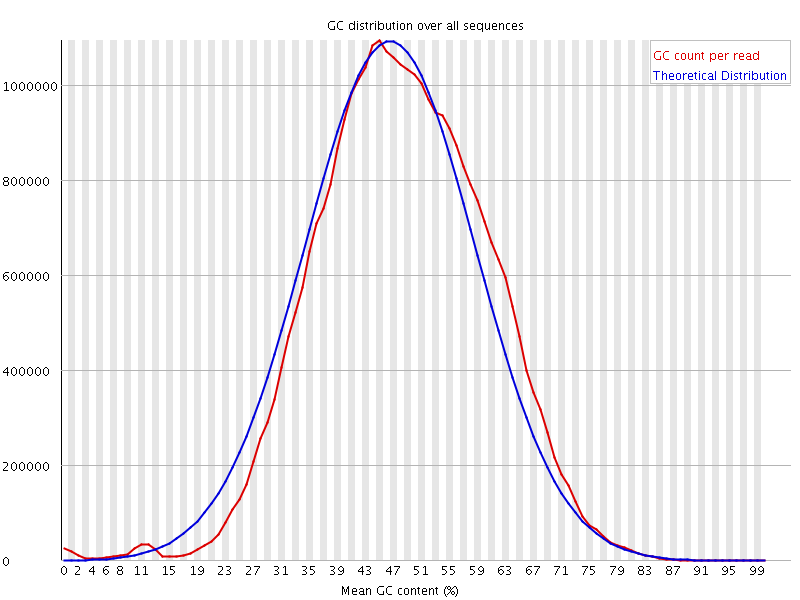 GC distribution over all sequences
GC count per read
Theoretical Distribution
1000000
800000
600000
400000
200000
0
0 2 4 6 8 11 15 19 23 27 31 35 39 43 47 51 55 59 63 67 71 75 79 83 87 91 95 99
Mean GC content (%)